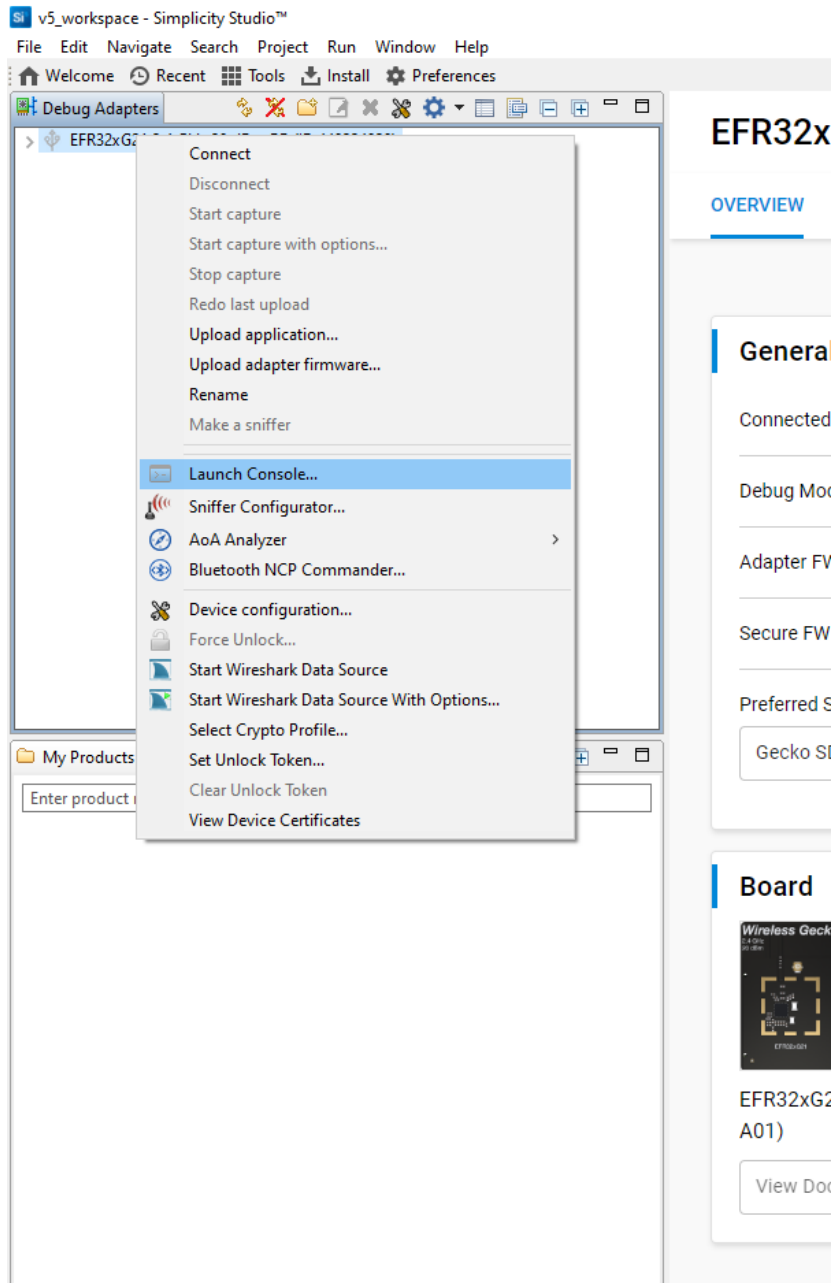 v5_workspace - Simplicity Studio™
File Edit Navigate Search Project Run Window Help
Welcome Recent Tools Install Preferences
Debug Adapters
EFR32xG2
Connect
Disconnect
Start capture
Start capture with options...
Stop capture
Redo last upload
Upload application...
Upload adapter firmware...
Rename
Make a sniffer
Launch Console...
Sniffer Configurator...
AoA Analyzer
Bluetooth NCP Commander...
Device configuration...
Force Unlock...
Start Wireshark Data Source
Start Wireshark Data Source With Options...
Select Crypto Profile...
Set Unlock Token...
Clear Unlock Token
View Device Certificates
My Products
Enter product
EFR32x
OVERVIEW
General
Connected
Debug Mod
Adapter FW
Secure FW
Preferred S
Gecko SD
Board
Wireless Geck
2.4 GHz
EFR32xG21
EFR32xG2
A01)
View Doc